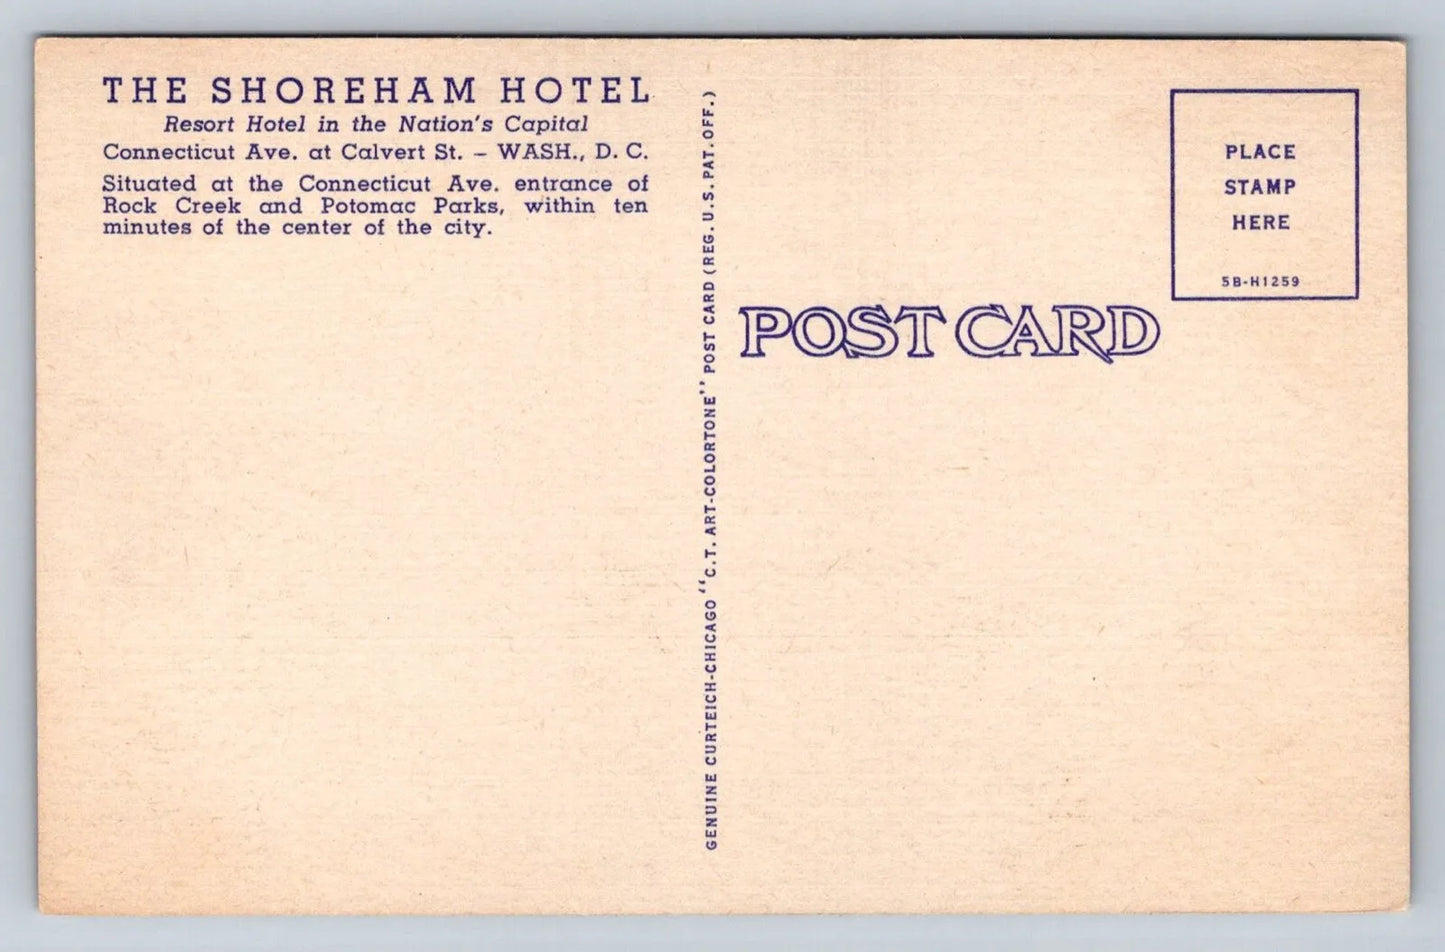 THE SHOREHAM HOTEL
Resort Hotel in the Nation's Capital
Connecticut Ave. at Calvert St. – WASH., D. C.
Situated at the Connecticut Ave. entrance of
Rock Creek and Potomac Parks, within ten
minutes of the center of the city.
GENUINE CURTEICH-CHICAGO "C.T. ART-COLORTONE" POST CARD (REG. U.S. PAT. OFF.)
POST CARD
PLACE
STAMP
HERE
5B-H1259